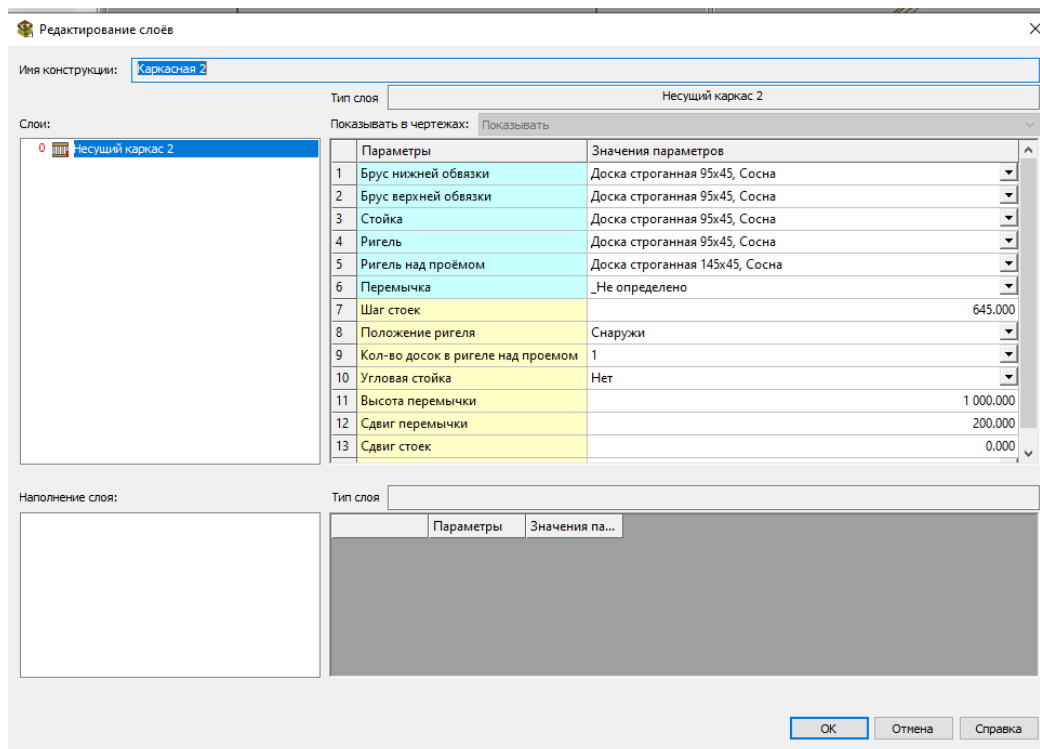 Редактирование слоёв
Имя конструкции: Каркасная 2
Тип слоя Несущий каркас 2
Слои: Показывать в чертежах: Показывать
0 Несущий каркас 2
Параметры Значения параметров
1 Брус нижней обвязки Доска строганная 95x45, Сосна
2 Брус верхней обвязки Доска строганная 95x45, Сосна
3 Стойка Доска строганная 95x45, Сосна
4 Ригель Доска строганная 95x45, Сосна
5 Ригель над проёмом Доска строганная 145x45, Сосна
6 Перемычка _Не определено
7 Шаг стоек 645.000
8 Положение ригеля Снаружи
9 Кол-во досок в ригеле над проемом 1
10 Угловая стойка Нет
11 Высота перемычки 1 000.000
12 Сдвиг перемычки 200.000
13 Сдвиг стоек 0.000
Наполнение слоя: Тип слоя
Параметры Значения па...
OK Отмена Справка